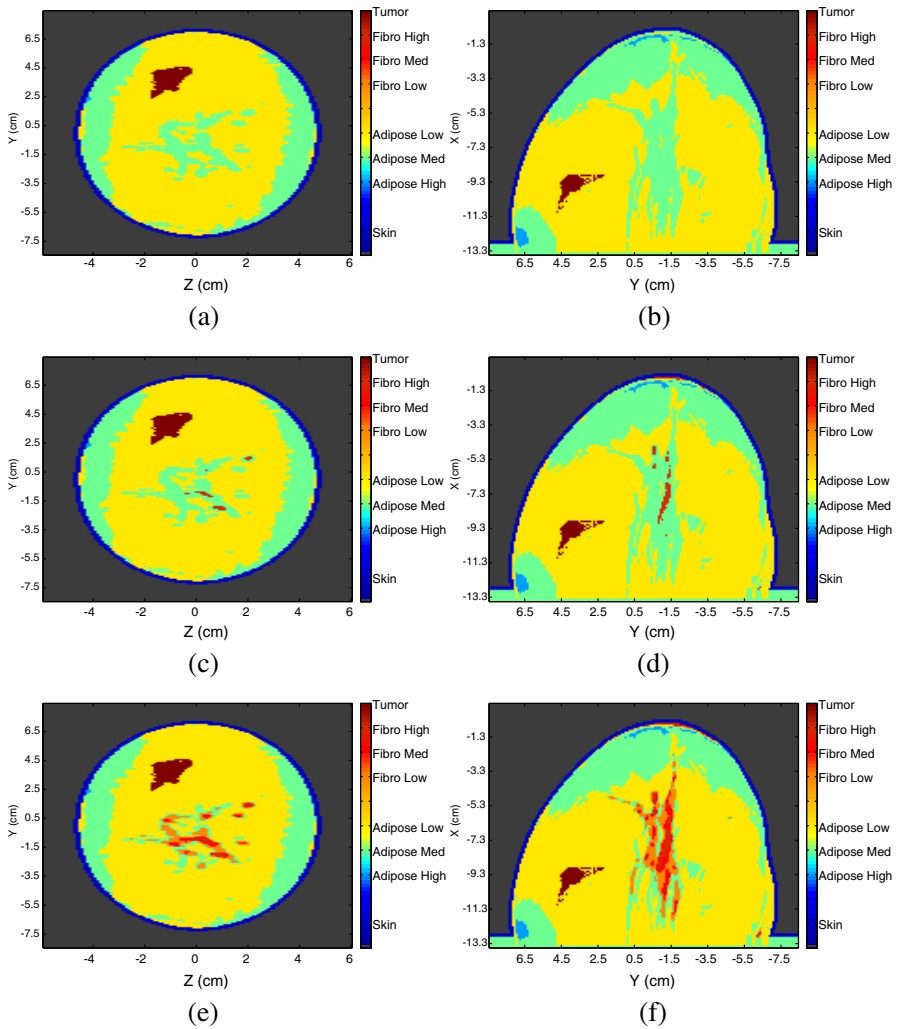 6.5
4.5
2.5
0.5
-1.5
-3.5
-5.5
-7.5
Y (cm)
-4
-2
0
2
4
6
Z (cm)
Tumor
Fibro High
Fibro Med
Fibro Low
Adipose Low
Adipose Med
Adipose High
Skin
(a)
-1.3
-3.3
-5.3
-7.3
-9.3
-11.3
-13.3
X (cm)
6.5
4.5
2.5
0.5
-1.5
-3.5
-5.5
-7.5
Y (cm)
Tumor
Fibro High
Fibro Med
Fibro Low
Adipose Low
Adipose Med
Adipose High
Skin
(b)
6.5
4.5
2.5
0.5
-1.5
-3.5
-5.5
-7.5
Y (cm)
-4
-2
0
2
4
6
Z (cm)
Tumor
Fibro High
Fibro Med
Fibro Low
Adipose Low
Adipose Med
Adipose High
Skin
(c)
-1.3
-3.3
-5.3
-7.3
-9.3
-11.3
-13.3
X (cm)
6.5
4.5
2.5
0.5
-1.5
-3.5
-5.5
-7.5
Y (cm)
Tumor
Fibro High
Fibro Med
Fibro Low
Adipose Low
Adipose Med
Adipose High
Skin
(d)
6.5
4.5
2.5
0.5
-1.5
-3.5
-5.5
-7.5
Y (cm)
-4
-2
0
2
4
6
Z (cm)
Tumor
Fibro High
Fibro Med
Fibro Low
Adipose Low
Adipose Med
Adipose High
Skin
(e)
-1.3
-3.3
-5.3
-7.3
-9.3
-11.3
-13.3
X (cm)
6.5
4.5
2.5
0.5
-1.5
-3.5
-5.5
-7.5
Y (cm)
Tumor
Fibro High
Fibro Med
Fibro Low
Adipose Low
Adipose Med
Adipose High
Skin
(f)